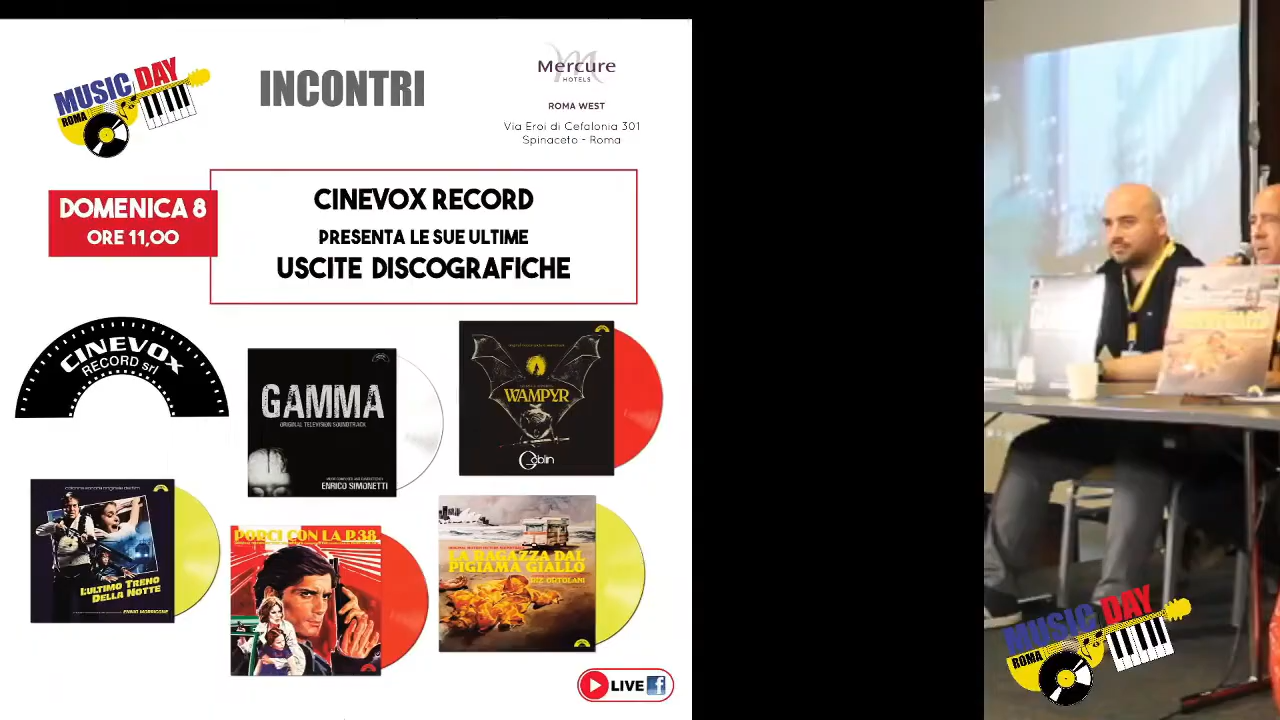 MUSIC DAY
ROMA
INCONTRI
Mercure
HOTELS
ROMA WEST
Via Eroi di Cefalonia 301
Spinaceto - Roma
DOMENICA 8
ORE 11,00
CINEVOX RECORD
PRESENTA LE SUE ULTIME
USCITE DISCOGRAFICHE
CINEVOX
RECORD srl
GAMMA
ORIGINAL TELEVISION SOUNDTRACK
ENRICO SIMONETTI
WAMPYR
Goblin
L'ULTIMO TRENO
DELLA NOTTE
ENNIO MORRICONE
PORCI CON LA P.38
LA RAGAZZA DAL
PIGIAMA GIALLO
RIZ ORTOLANI
LIVE f
MUSIC DAY
ROMA